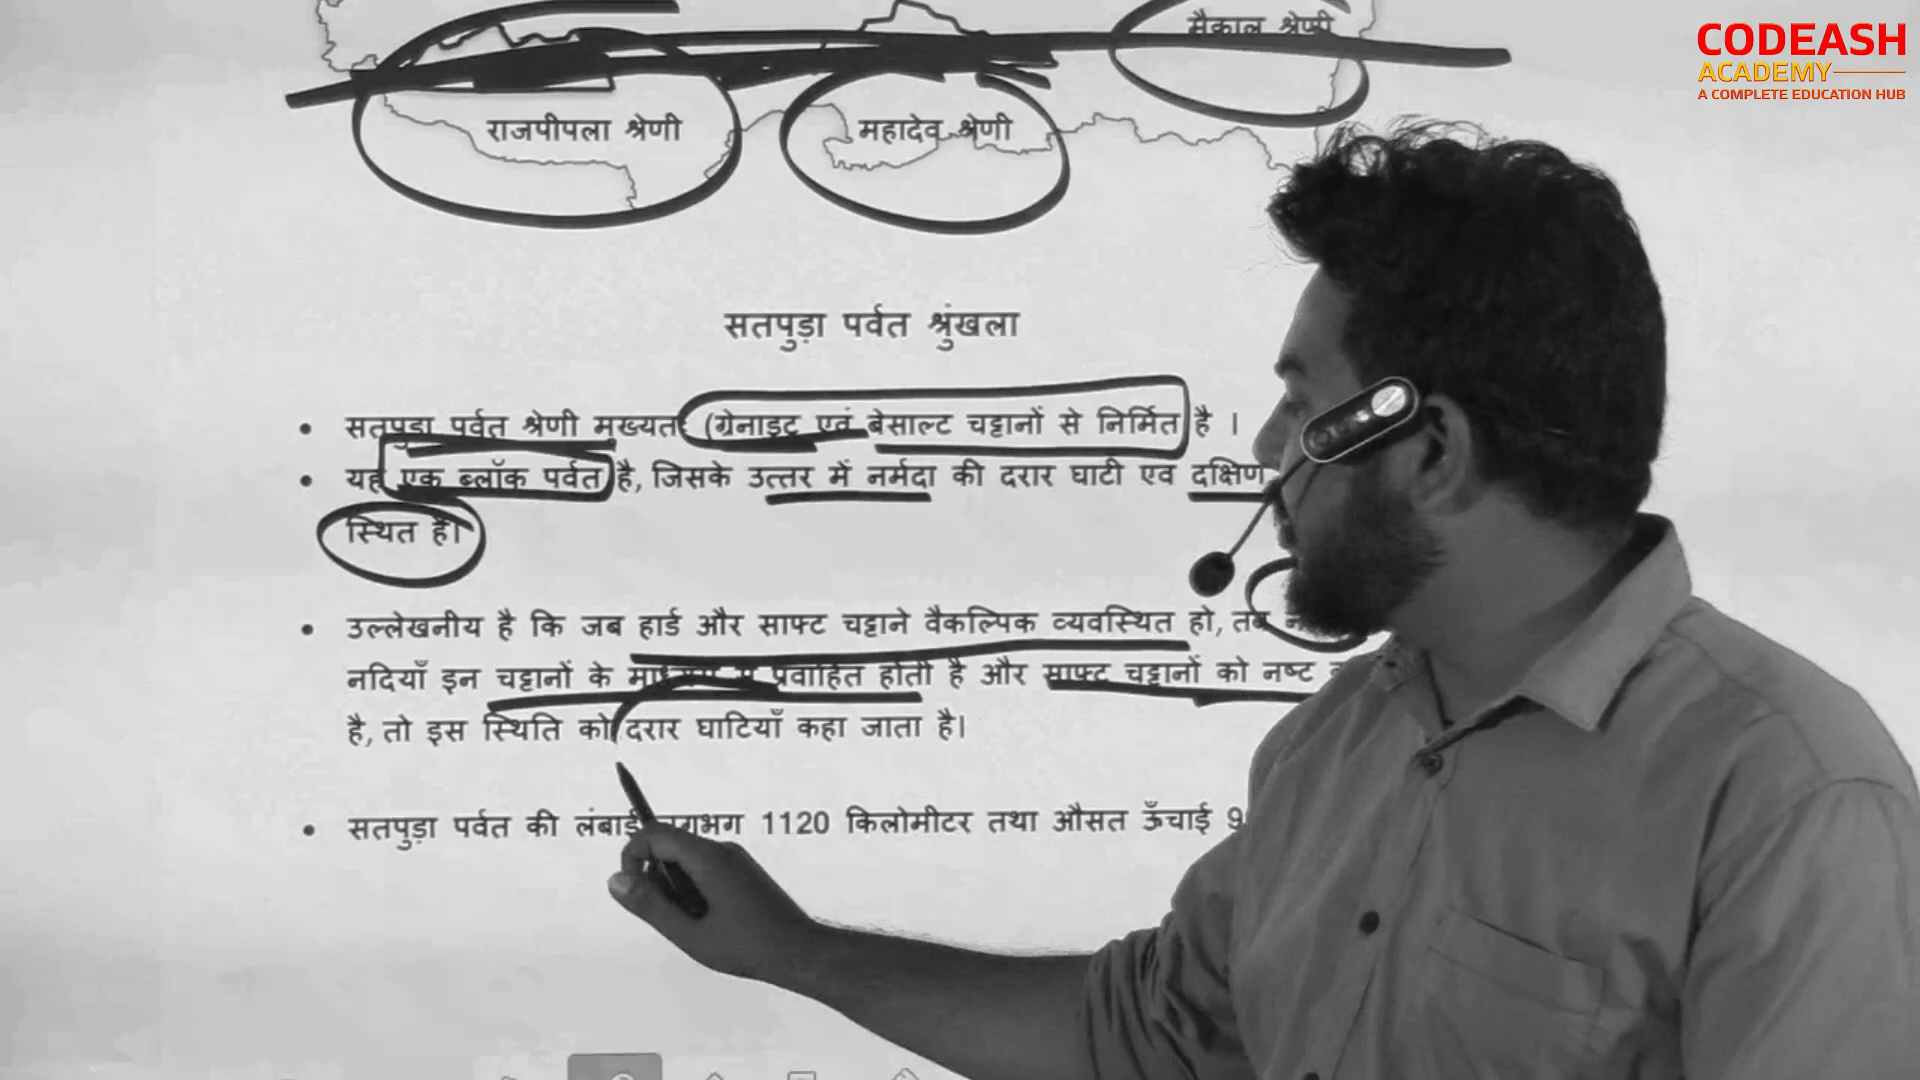 मैकाल श्रेणी
CODEASH
ACADEMY
A COMPLETE EDUCATION HUB
राजपीपला श्रेणी
महादेव श्रेणी
सतपुड़ा पर्वत श्रुंखला
• सतपुड़ा पर्वत श्रेणी मुख्यत (ग्रेनाइट एवं बेसाल्ट चट्टानों से निर्मित है ।
• यह एक ब्लॉक पर्वत है, जिसके उत्तर में नर्मदा की दरार घाटी एव दक्षिण
स्थित है।
• उल्लेखनीय है कि जब हार्ड और साफ्ट चट्टाने वैकल्पिक व्यवस्थित हो, तब
नदियाँ इन चट्टानों के माध्यम से प्रवाहित होती है और साफ्ट चट्टानों को नष्ट
है, तो इस स्थिति को दरार घाटियाँ कहा जाता है।
• सतपुड़ा पर्वत की लंबाई लगभग 1120 किलोमीटर तथा औसत ऊँचाई